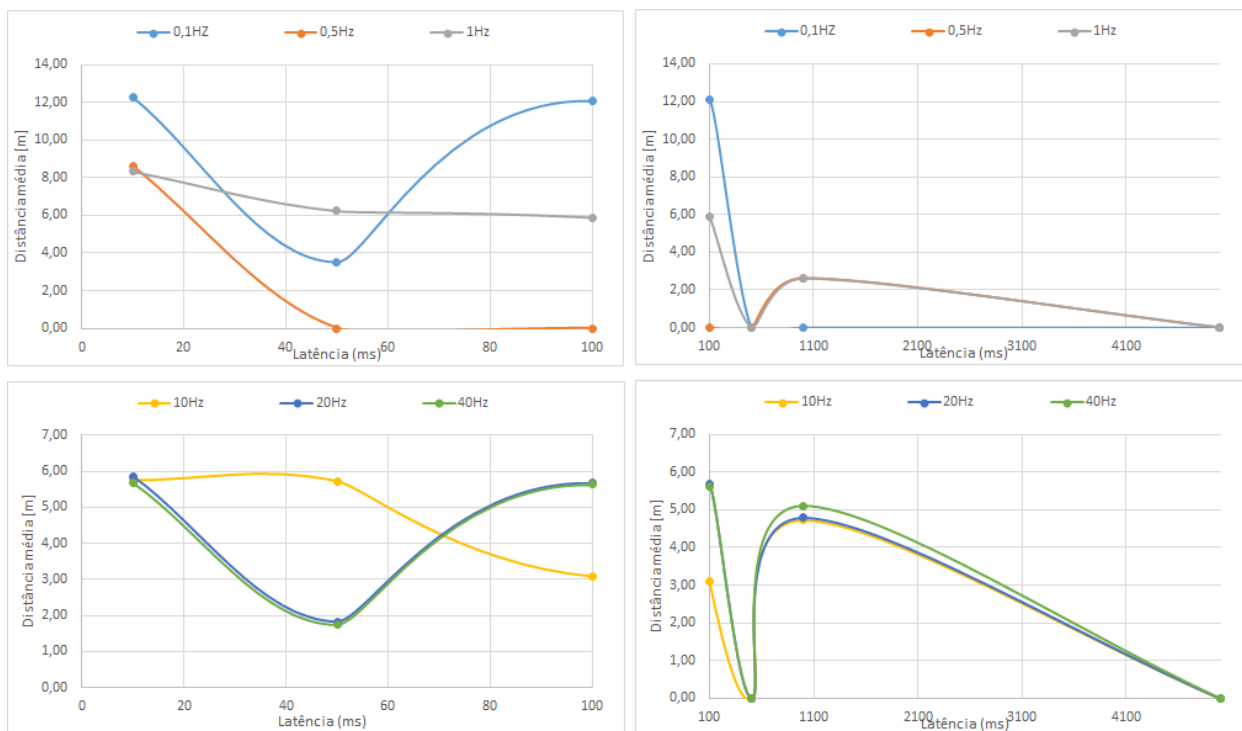 0,1HZ 0,5Hz 1Hz
14,00
12,00
10,00
8,00
6,00
4,00
2,00
0,00
Distância média [m]
0 20 40 60 80 100
Latência (ms)
0,1HZ 0,5Hz 1Hz
14,00
12,00
10,00
8,00
6,00
4,00
2,00
0,00
Distância média [m]
100 1100 2100 3100 4100
Latência (ms)
10Hz 20Hz 40Hz
7,00
6,00
5,00
4,00
3,00
2,00
1,00
0,00
Distância média [m]
0 20 40 60 80 100
Latência (ms)
10Hz 20Hz 40Hz
7,00
6,00
5,00
4,00
3,00
2,00
1,00
0,00
Distância média [m]
100 1100 2100 3100 4100
Latência (ms)